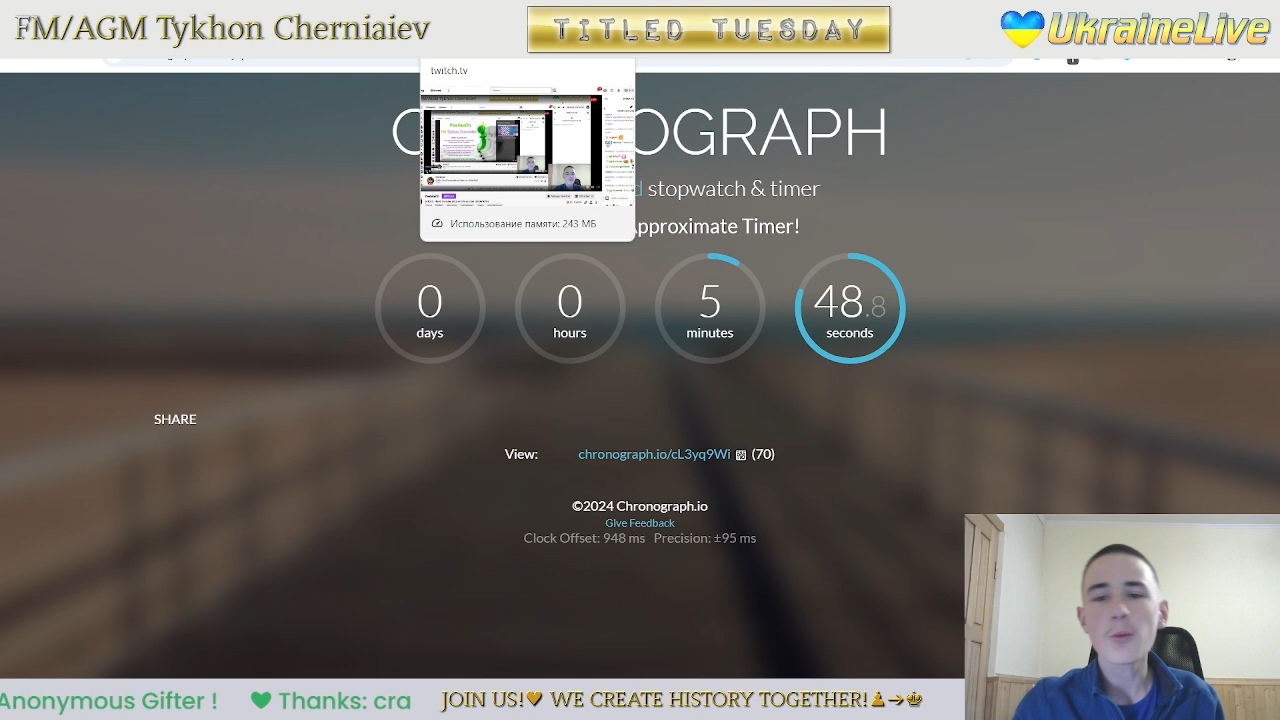 FM/AGM Tykhon Cherniaiev
TITLED TUESDAY
UkraineLive
twitch.tv
Использование памяти: 243 МБ
OGRAPH
stopwatch & timer
Approximate Timer!
0
days
0
hours
5
minutes
48.8
seconds
SHARE
View: chronograph.io/cL3yq9Wi (70)
©2024 Chronograph.io
Give Feedback
Clock Offset: 948 ms Precision: ±95 ms
Anonymous Gifter !
Thanks: cra
JOIN US! WE CREATE HISTORY TOGETHER!